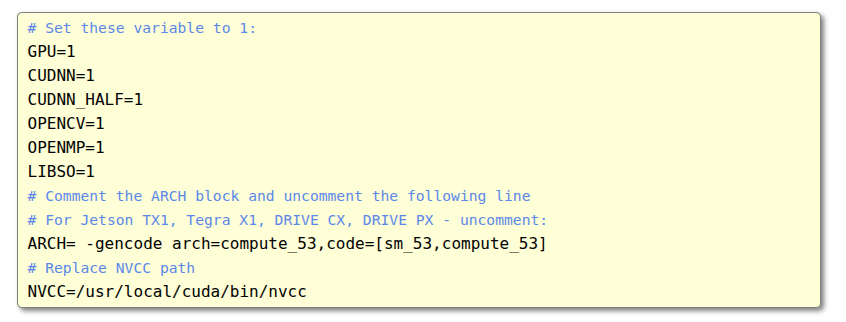 # Set these variable to 1:
GPU=1
CUDNN=1
CUDNN_HALF=1
OPENCV=1
OPENMP=1
LIBSO=1
# Comment the ARCH block and uncomment the following line
# For Jetson TX1, Tegra X1, DRIVE CX, DRIVE PX - uncomment:
ARCH= -gencode arch=compute_53,code=[sm_53,compute_53]
# Replace NVCC path
NVCC=/usr/local/cuda/bin/nvcc